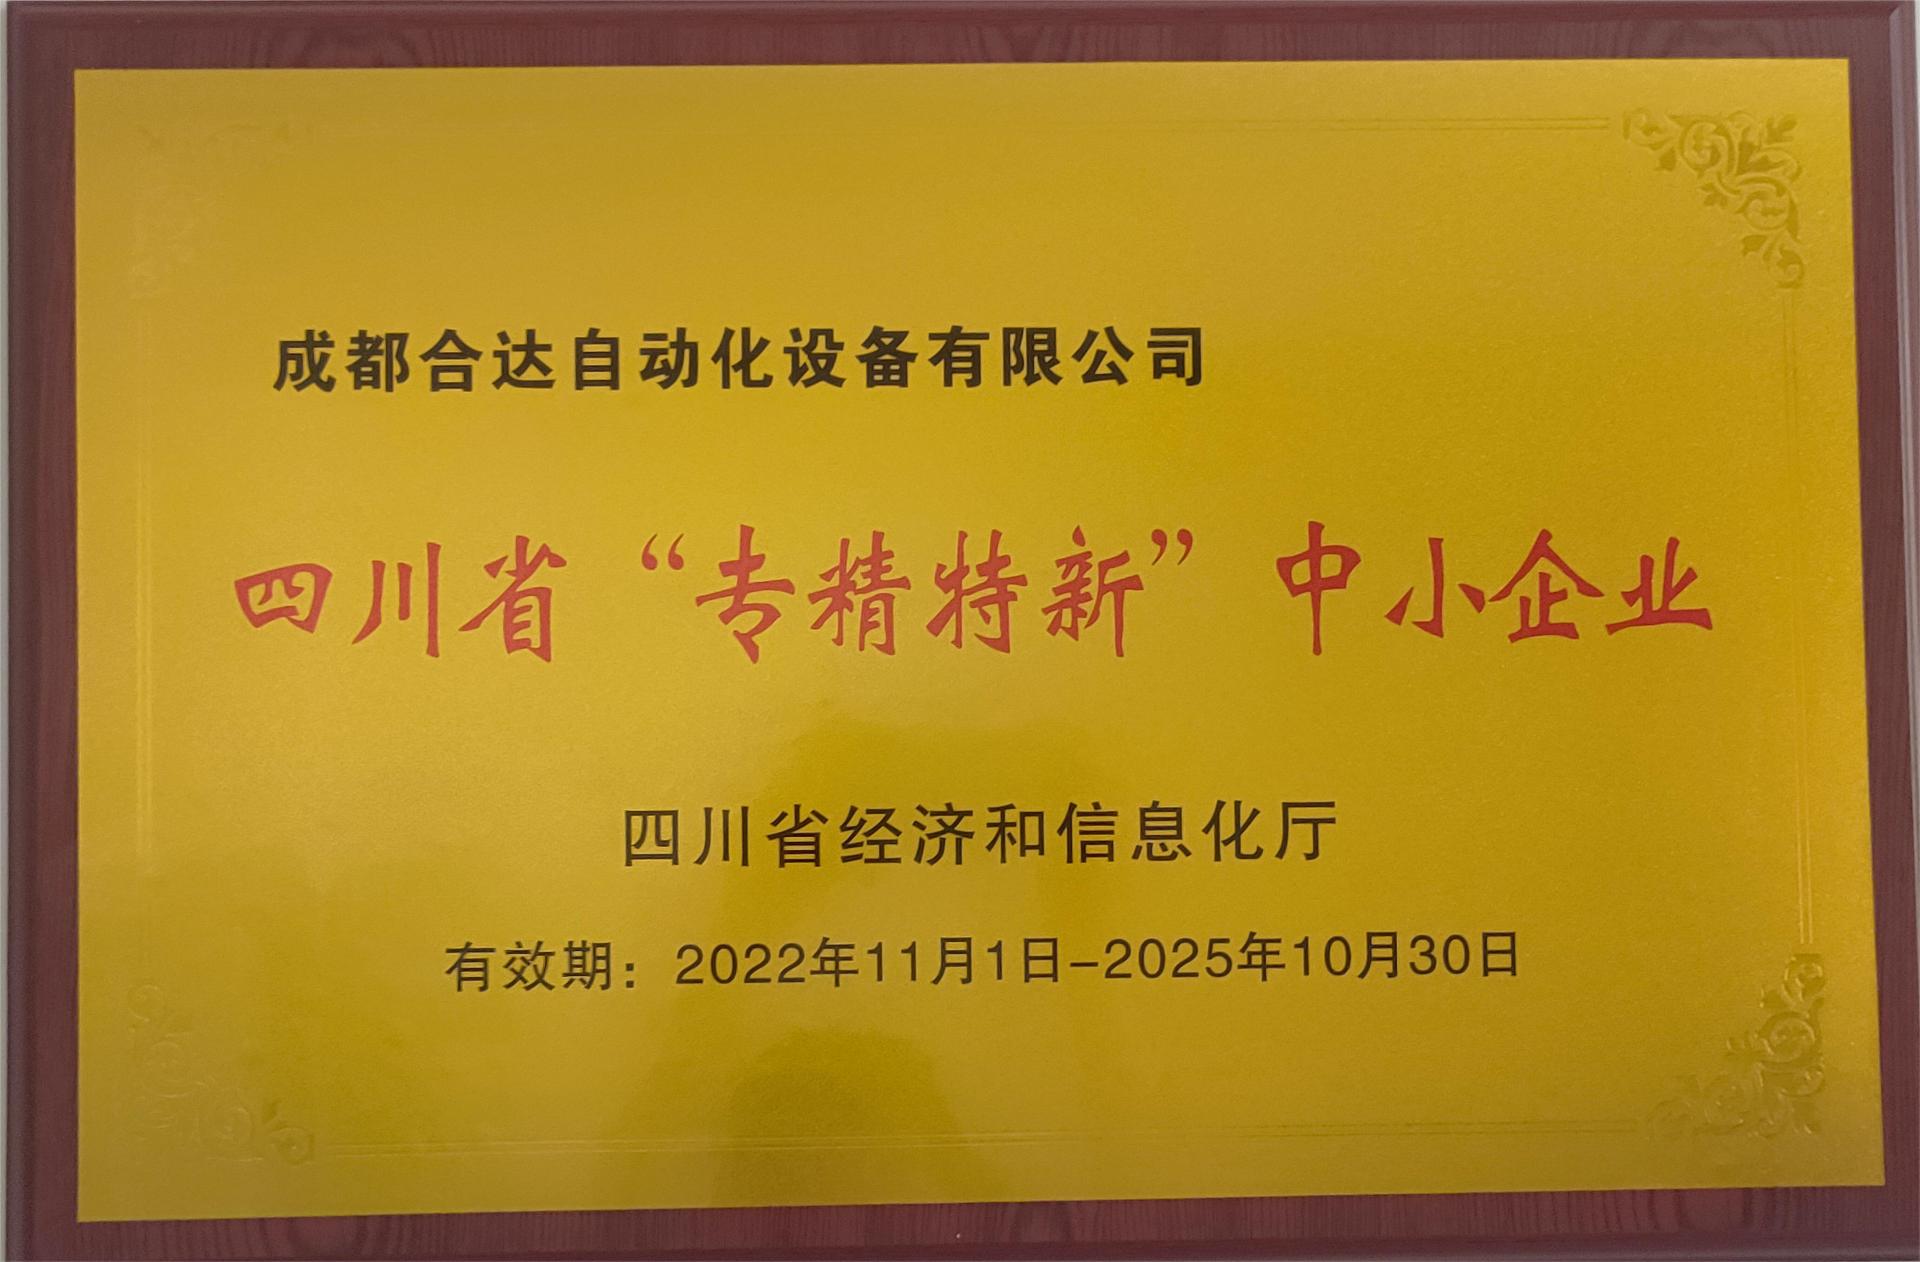 成都合达自动化设备有限公司
四川省“专精特新”中小企业
四川省经济和信息化厅
有效期：2022年11月1日-2025年10月30日